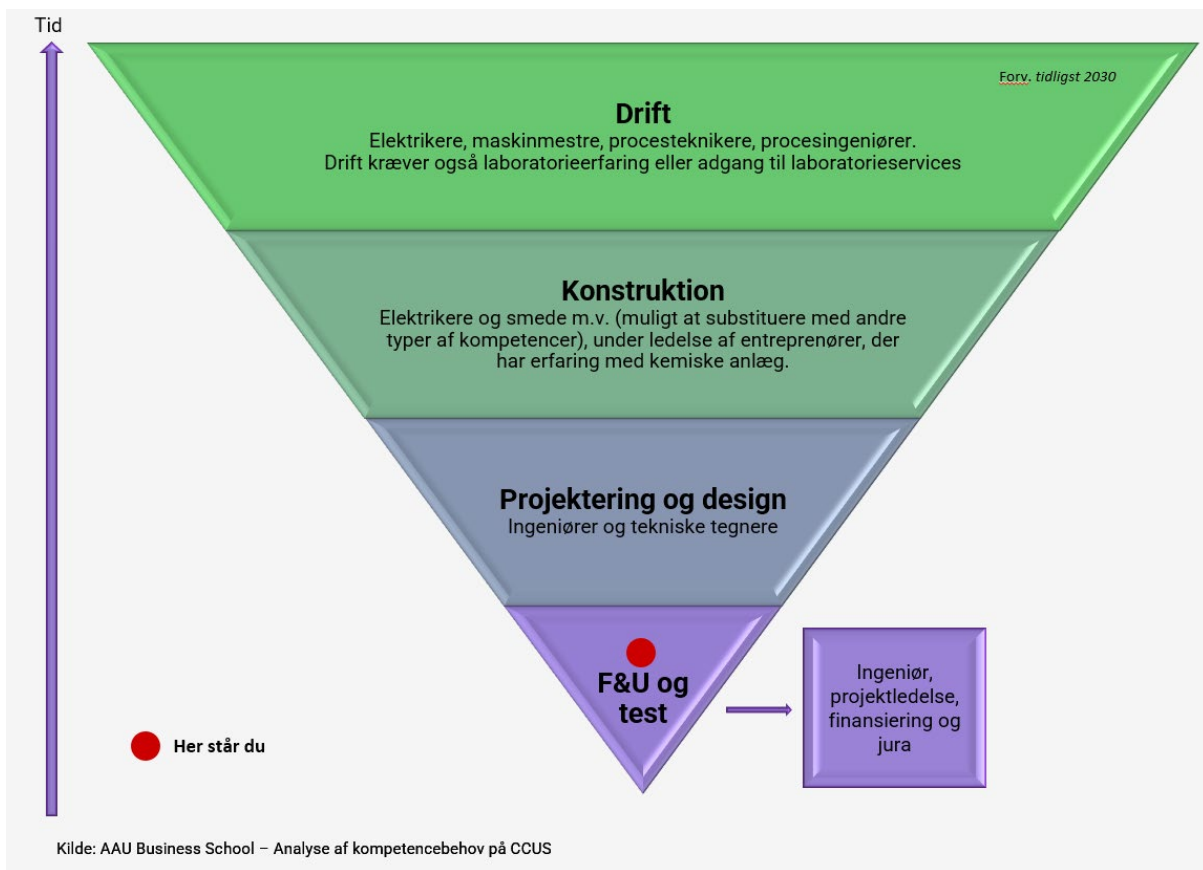 Tid
Forv. tidligst 2030
Drift
Elektrikere, maskinmestre, procesteknikere, procesingeniører.
Drift kræver også laboratorieerfaring eller adgang til laboratorieservices
Konstruktion
Elektrikere og smede m.v. (muligt at substituere med andre
typer af kompetencer), under ledelse af entreprenører, der
har erfaring med kemiske anlæg.
Projektering og design
Ingeniører og tekniske tegnere
F&U og
test
Ingeniør,
projektledelse,
finansiering og
jura
Her står du
Kilde: AAU Business School – Analyse af kompetencebehov på CCUS